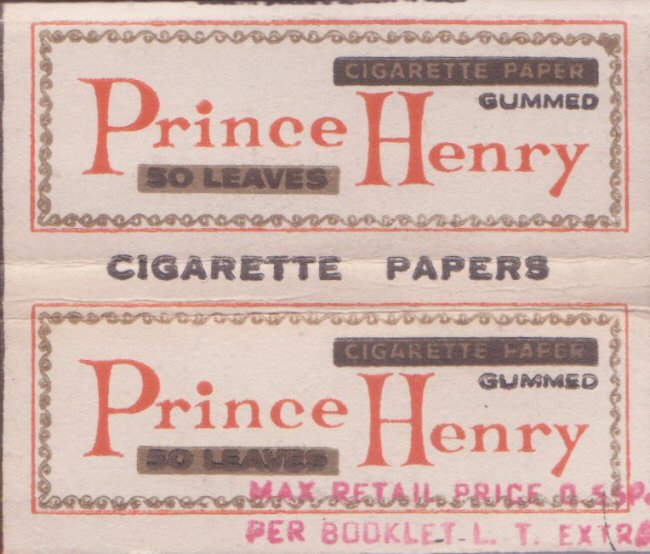 CIGARETTE PAPER
GUMMED
Prince Henry
50 LEAVES
CIGARETTE PAPERS
CIGARETTE PAPER
GUMMED
Prince Henry
50 LEAVES
MAX RETAIL PRICE
PER BOOKLET L. T. EXTRA